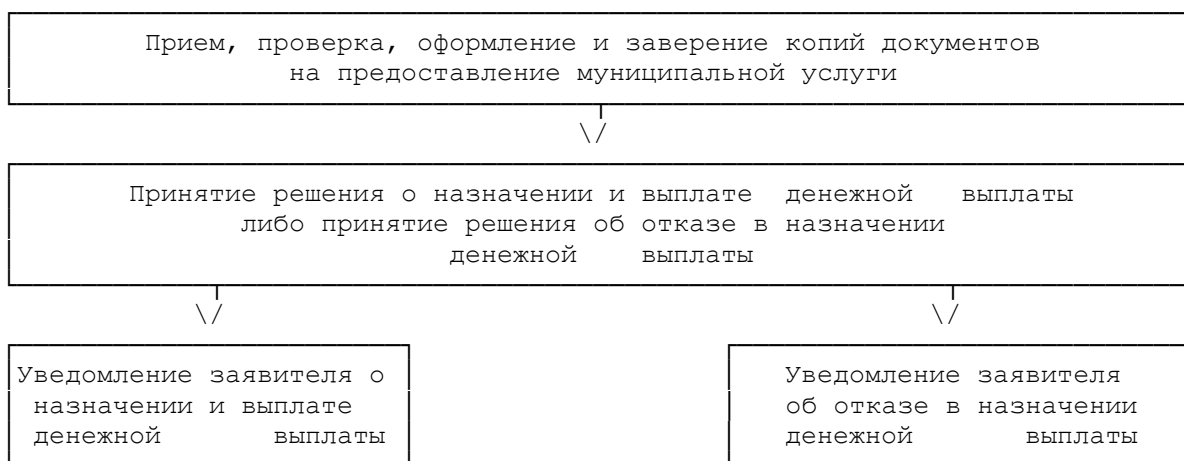 Прием, проверка, оформление и заверение копий документов
на предоставление муниципальной услуги
Принятие решения о назначении и выплате денежной выплаты
либо принятие решения об отказе в назначении
денежной выплаты
Уведомление заявителя о
назначении и выплате
денежной выплаты
Уведомление заявителя
об отказе в назначении
денежной выплаты